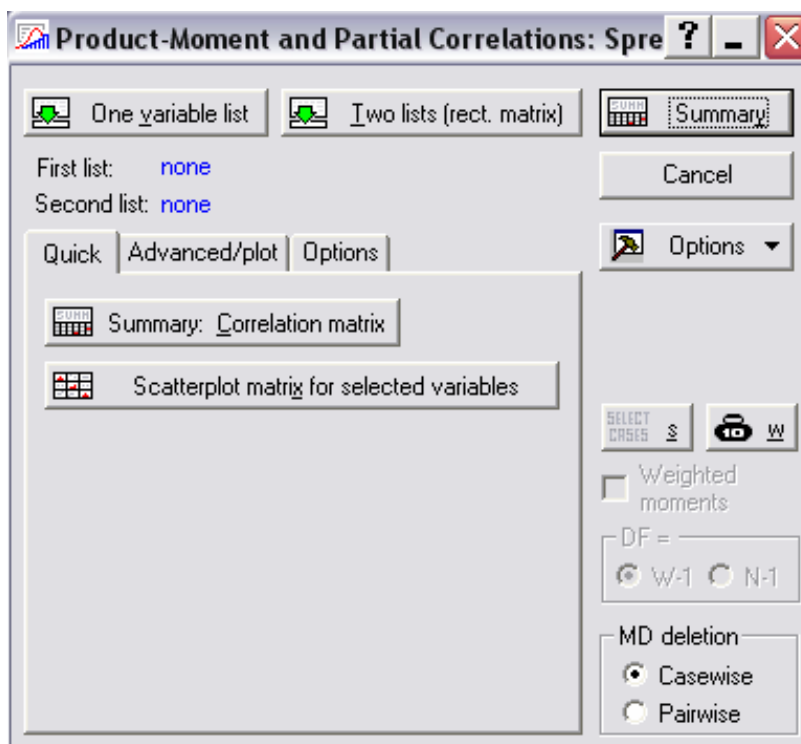 Product-Moment and Partial Correlations: Spre
One variable list
Two lists (rect. matrix)
Summary
First list: none
Cancel
Second list: none
Quick
Advanced/plot
Options
Options
SUMM
Summary: Correlation matrix
Scatterplot matrix for selected variables
SELECT CASES S
10 W
Weighted moments
DF =
W-1
N-1
MD deletion
Casewise
Pairwise